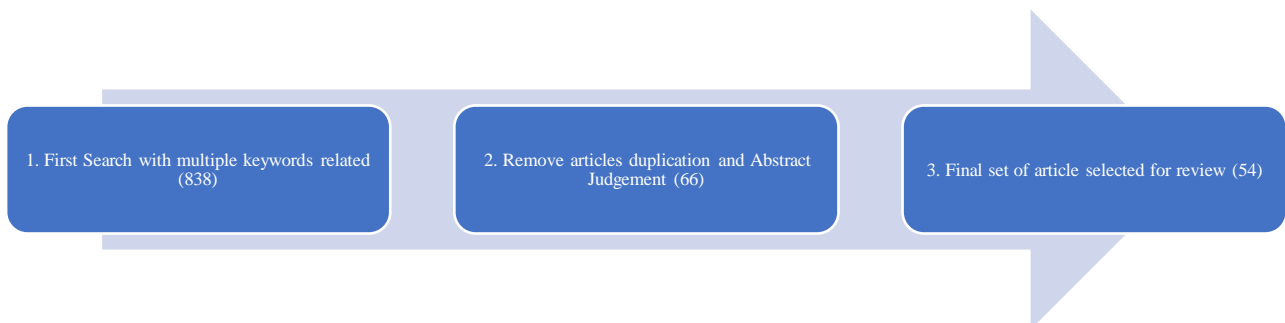 1. First Search with multiple keywords related
(838)
2. Remove articles duplication and Abstract
Judgement (66)
3. Final set of article selected for review (54)